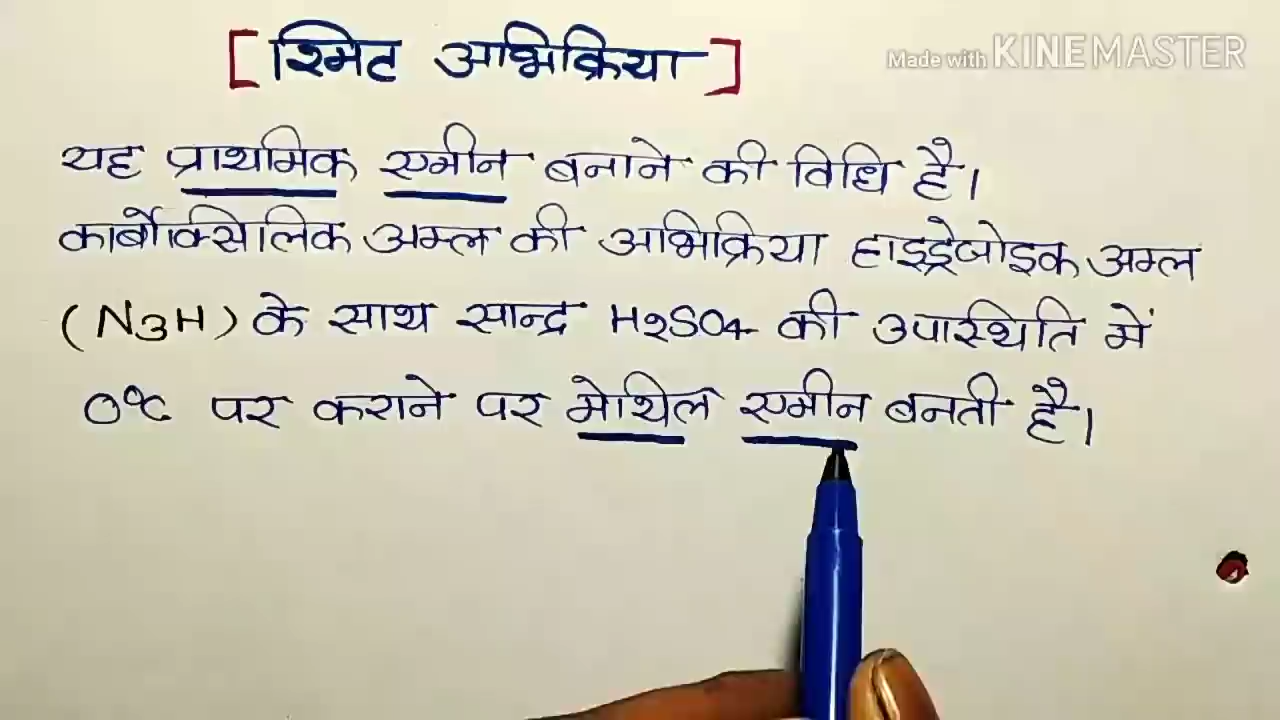 [श्मिट अभिक्रिया]
Made with KINEMASTER
यह प्राथमिक एमीन बनाने की विधि है।
कार्बोक्सिलिक अम्ल की अभिक्रिया हाइड्रेजोइक अम्ल
(N3H) के साथ सान्द्र H2SO4 की उपस्थिति में
0℃ पर कराने पर मेथिल एमीन बनती है।